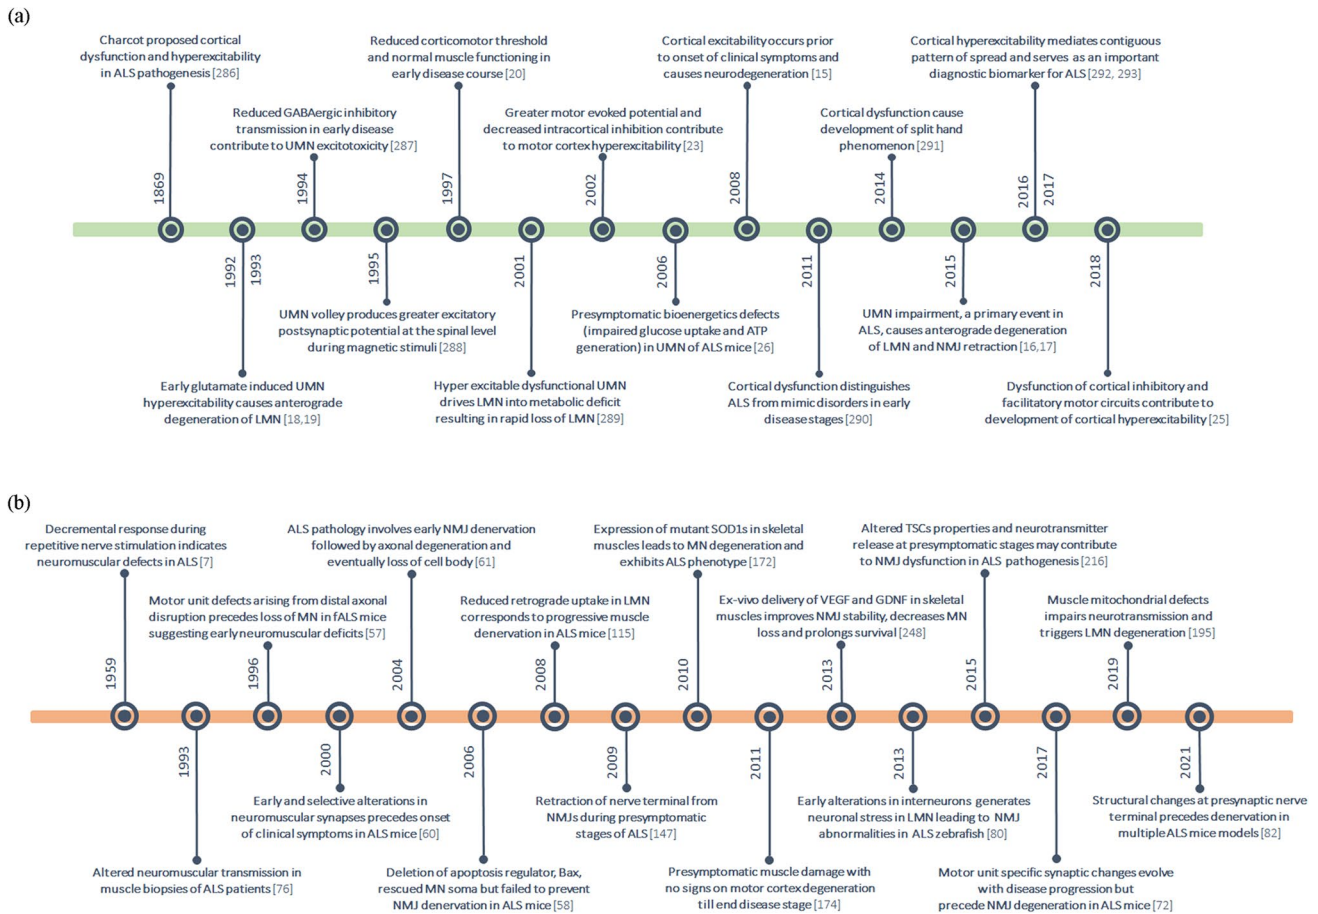 (a)
Charcot proposed cortical
dysfunction and hyperexcitability
in ALS pathogenesis [286]
1869
1992
1993
Early glutamate induced UMN
hyperexcitability causes anterograde
degeneration of LMN [18,19]
Reduced GABAergic inhibitory
transmission in early disease
contribute to UMN excitotoxicity [287]
1994
1995
UMN volley produces greater excitatory
postsynaptic potential at the spinal level
during magnetic stimuli [288]
Reduced corticomotor threshold
and normal muscle functioning in
early disease course [20]
1997
2001
Hyper excitable dysfunctional UMN
drives LMN into metabolic deficit
resulting in rapid loss of LMN [289]
Greater motor evoked potential and
decreased intracortical inhibition contribute
to motor cortex hyperexcitability [23]
2002
2006
Presymptomatic bioenergetics defects
(impaired glucose uptake and ATP
generation) in UMN of ALS mice [26]
Cortical excitability occurs prior
to onset of clinical symptoms and
causes neurodegeneration [15]
2008
2011
Cortical dysfunction distinguishes
ALS from mimic disorders in early
disease stages [290]
Cortical dysfunction cause
development of split hand
phenomenon [291]
2014
2015
UMN impairment, a primary event in
ALS, causes anterograde degeneration
of LMN and NMJ retraction [16,17]
Cortical hyperexcitability mediates contiguous
pattern of spread and serves as an important
diagnostic biomarker for ALS [292, 293]
2016
2017
2018
Dysfunction of cortical inhibitory and
facilitatory motor circuits contribute to
development of cortical hyperexcitability [25]
(b)
Decremental response during
repetitive nerve stimulation indicates
neuromuscular defects in ALS [7]
1959
1993
Altered neuromuscular transmission in
muscle biopsies of ALS patients [76]
Motor unit defects arising from distal axonal
disruption precedes loss of MN in fALS mice
suggesting early neuromuscular deficits [57]
1996
2000
Early and selective alterations in
neuromuscular synapses precedes onset
of clinical symptoms in ALS mice [60]
ALS pathology involves early NMJ denervation
followed by axonal degeneration and
eventually loss of cell body [61]
2004
2006
Deletion of apoptosis regulator, Bax,
rescued MN soma but failed to prevent
NMJ denervation in ALS mice [58]
Reduced retrograde uptake in LMN
corresponds to progressive muscle
denervation in ALS mice [115]
2008
2009
Retraction of nerve terminal from
NMJs during presymptomatic
stages of ALS [147]
Expression of mutant SOD1s in skeletal
muscles leads to MN degeneration and
exhibits ALS phenotype [172]
2010
2011
Presymptomatic muscle damage with
no signs on motor cortex degeneration
till end disease stage [174]
Ex-vivo delivery of VEGF and GDNF in skeletal
muscles improves NMJ stability, decreases MN
loss and prolongs survival [248]
2013
2013
Early alterations in interneurons generates
neuronal stress in LMN leading to NMJ
abnormalities in ALS zebrafish [80]
Altered TSCs properties and neurotransmitter
release at presymptomatic stages may contribute
to NMJ dysfunction in ALS pathogenesis [216]
2015
2017
Motor unit specific synaptic changes evolve
with disease progression but
precede NMJ degeneration in ALS mice [72]
Muscle mitochondrial defects
impairs neurotransmission and
triggers LMN degeneration [195]
2019
2021
Structural changes at presynaptic nerve
terminal precedes denervation in
multiple ALS mice models [82]